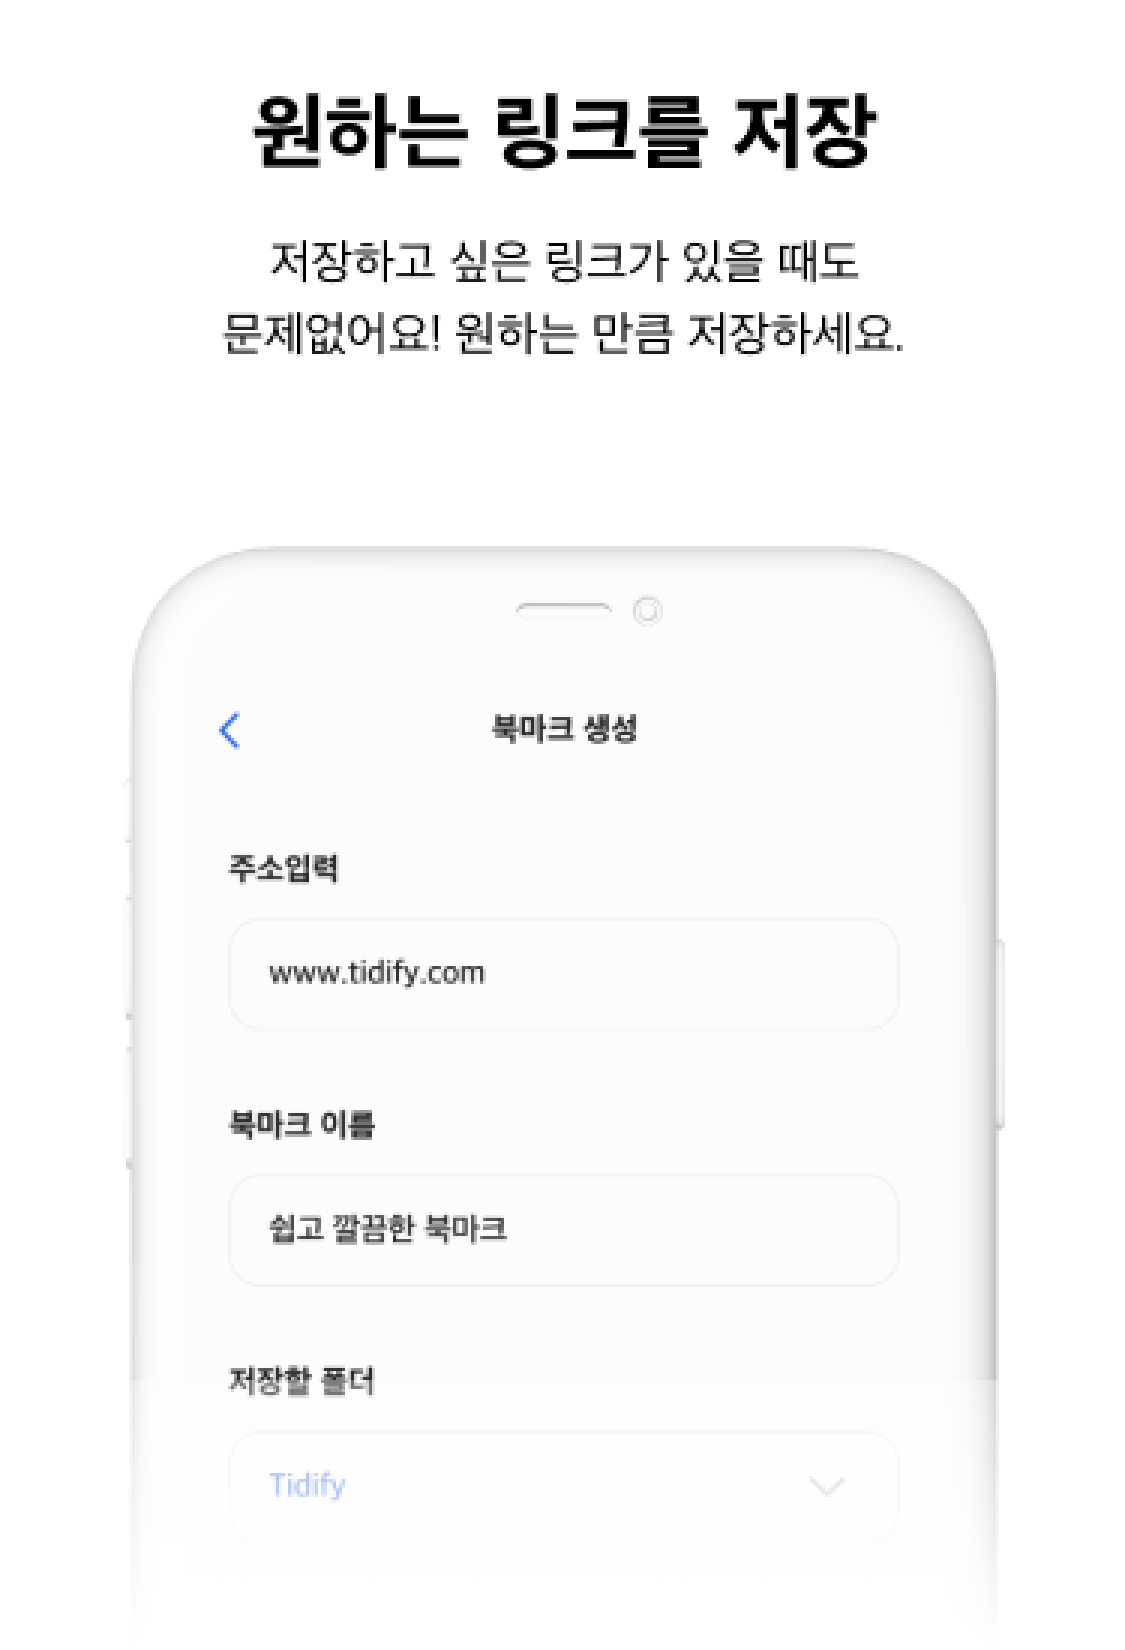 원하는 링크를 저장
저장하고 싶은 링크가 있을 때도
문제없어요! 원하는 만큼 저장하세요.
북마크 생성
주소입력
www.tidify.com
북마크 이름
쉽고 깔끔한 북마크
저장할 폴더
Tidify